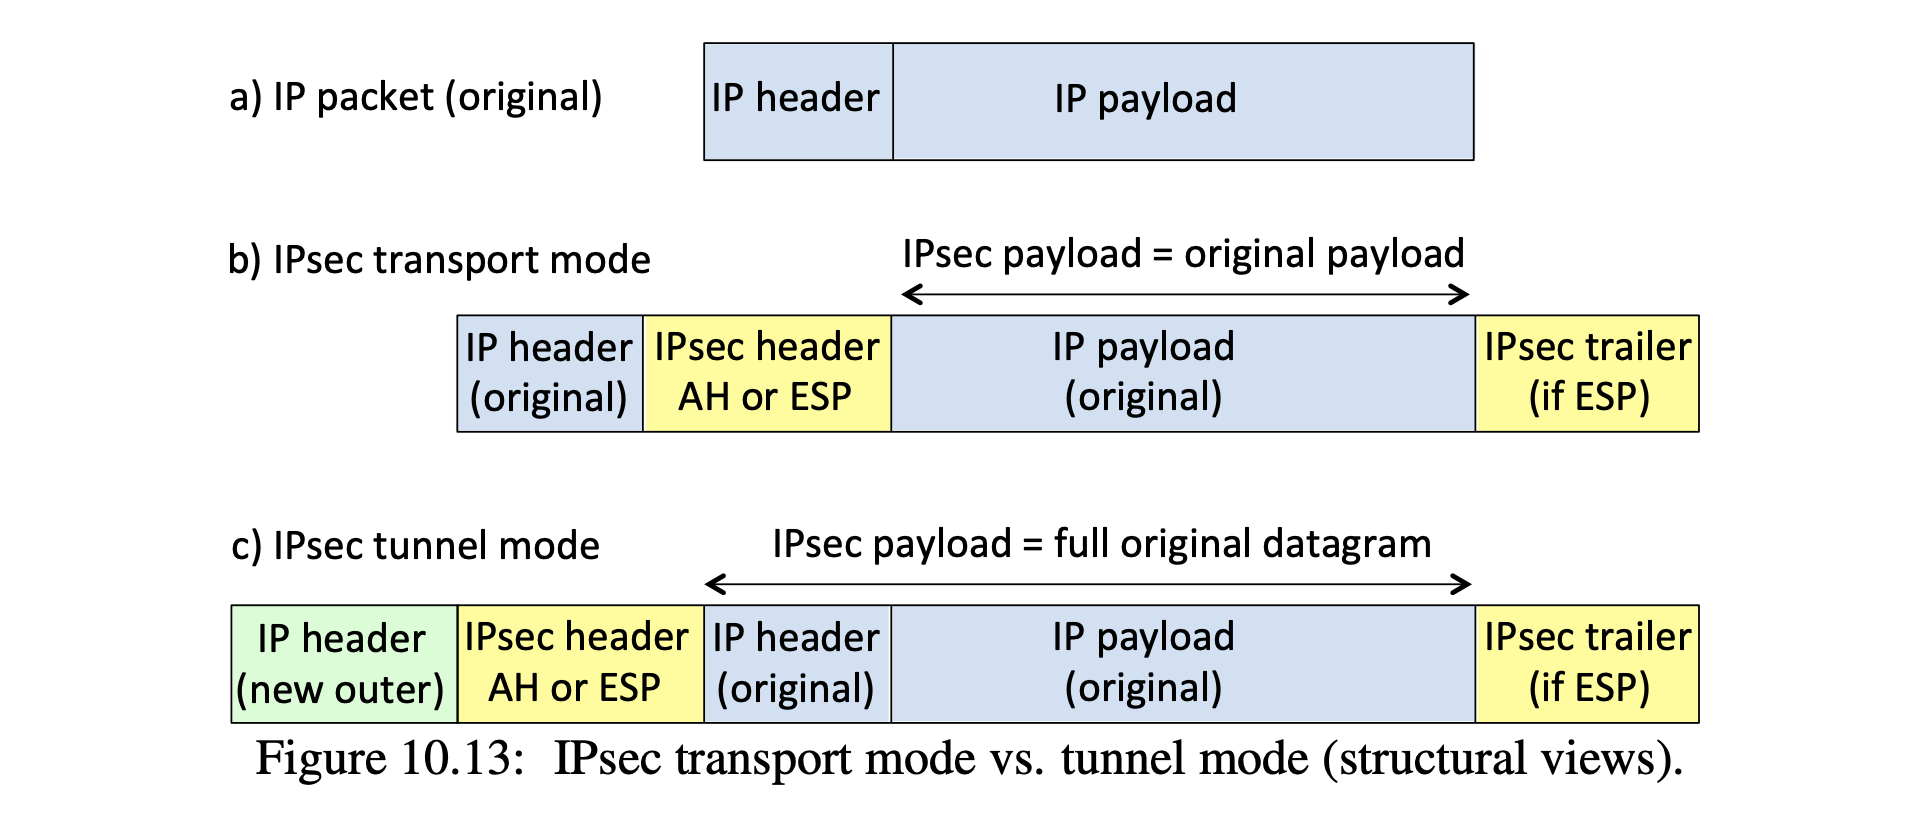 a) IP packet (original)
IP header
IP payload
b) IPsec transport mode
IPsec payload = original payload
IP header
(original)
IPsec header
AH or ESP
IP payload
(original)
IPsec trailer
(if ESP)
c) IPsec tunnel mode
IPsec payload = full original datagram
IP header
(new outer)
IPsec header
AH or ESP
IP header
(original)
IP payload
(original)
IPsec trailer
(if ESP)
Figure 10.13: IPsec transport mode vs. tunnel mode (structural views).